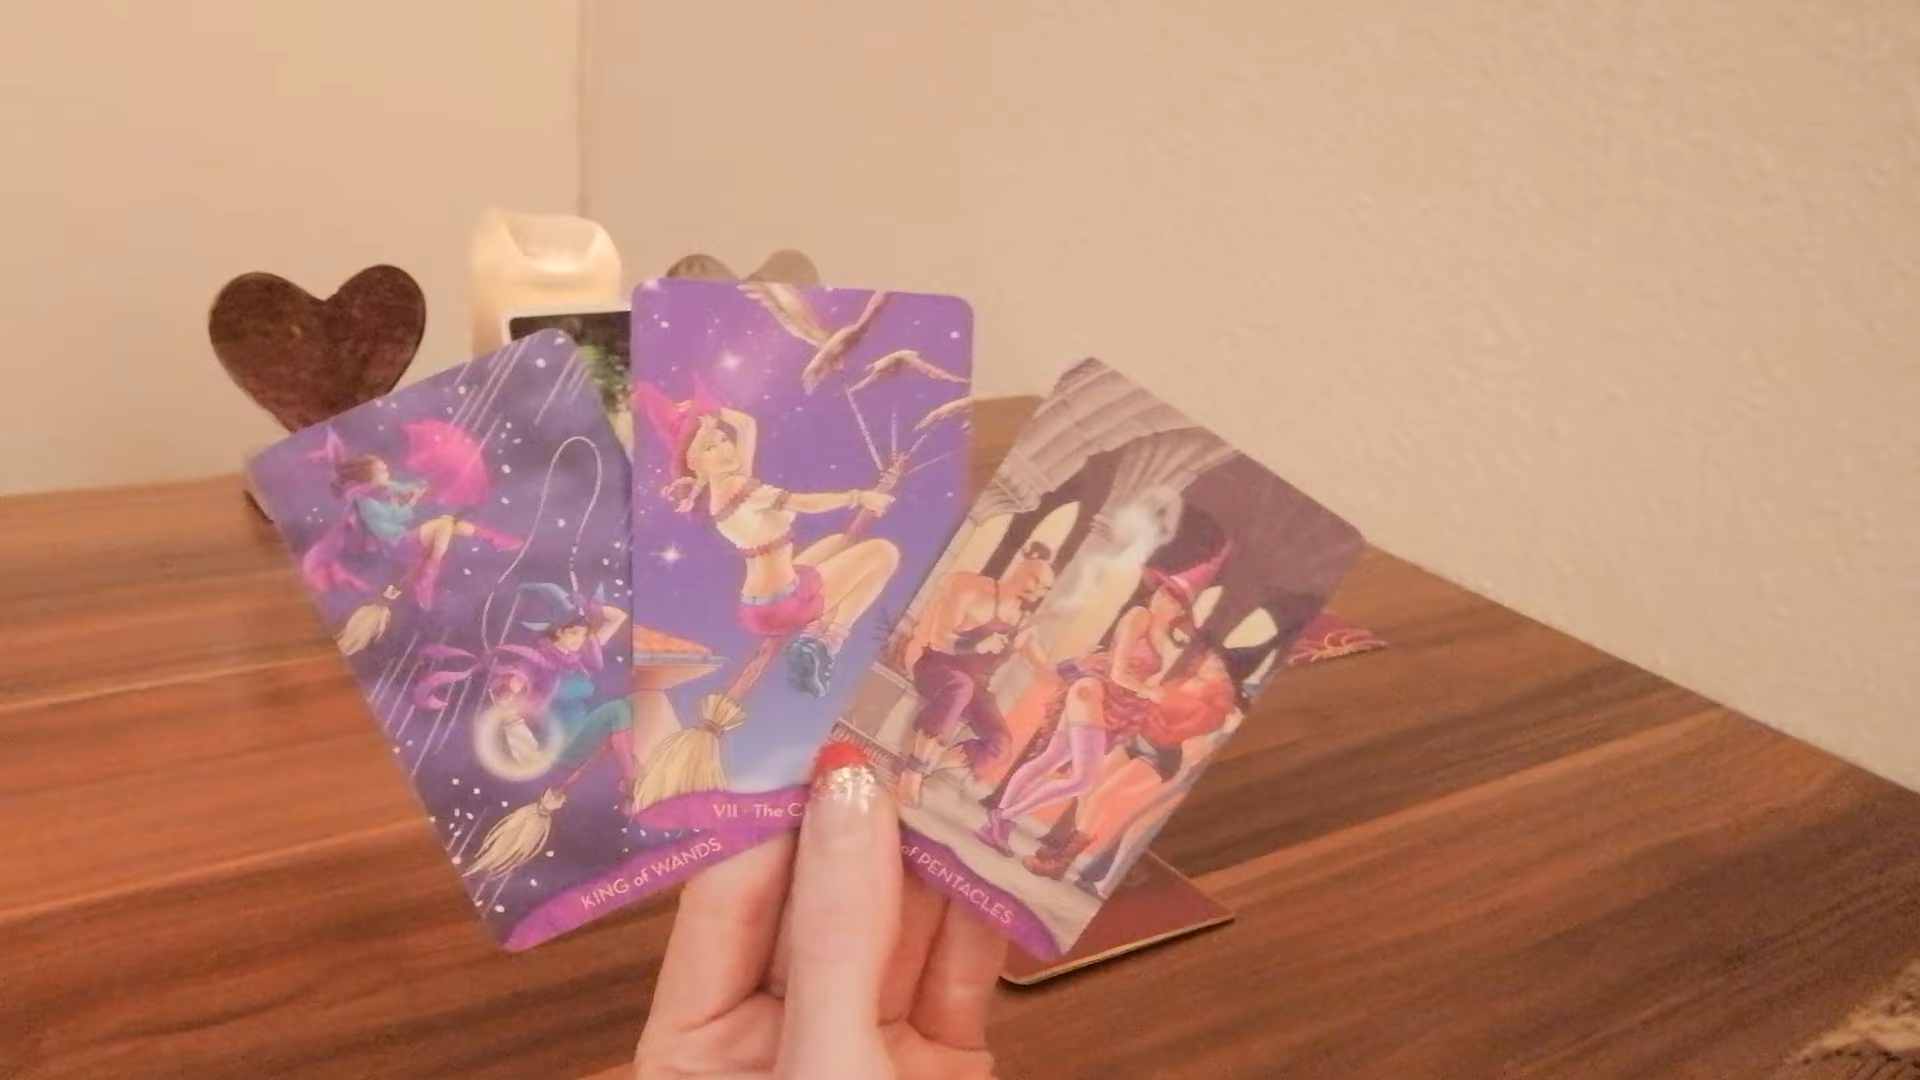 KING of WANDS
VII · The C
of PENTACLES